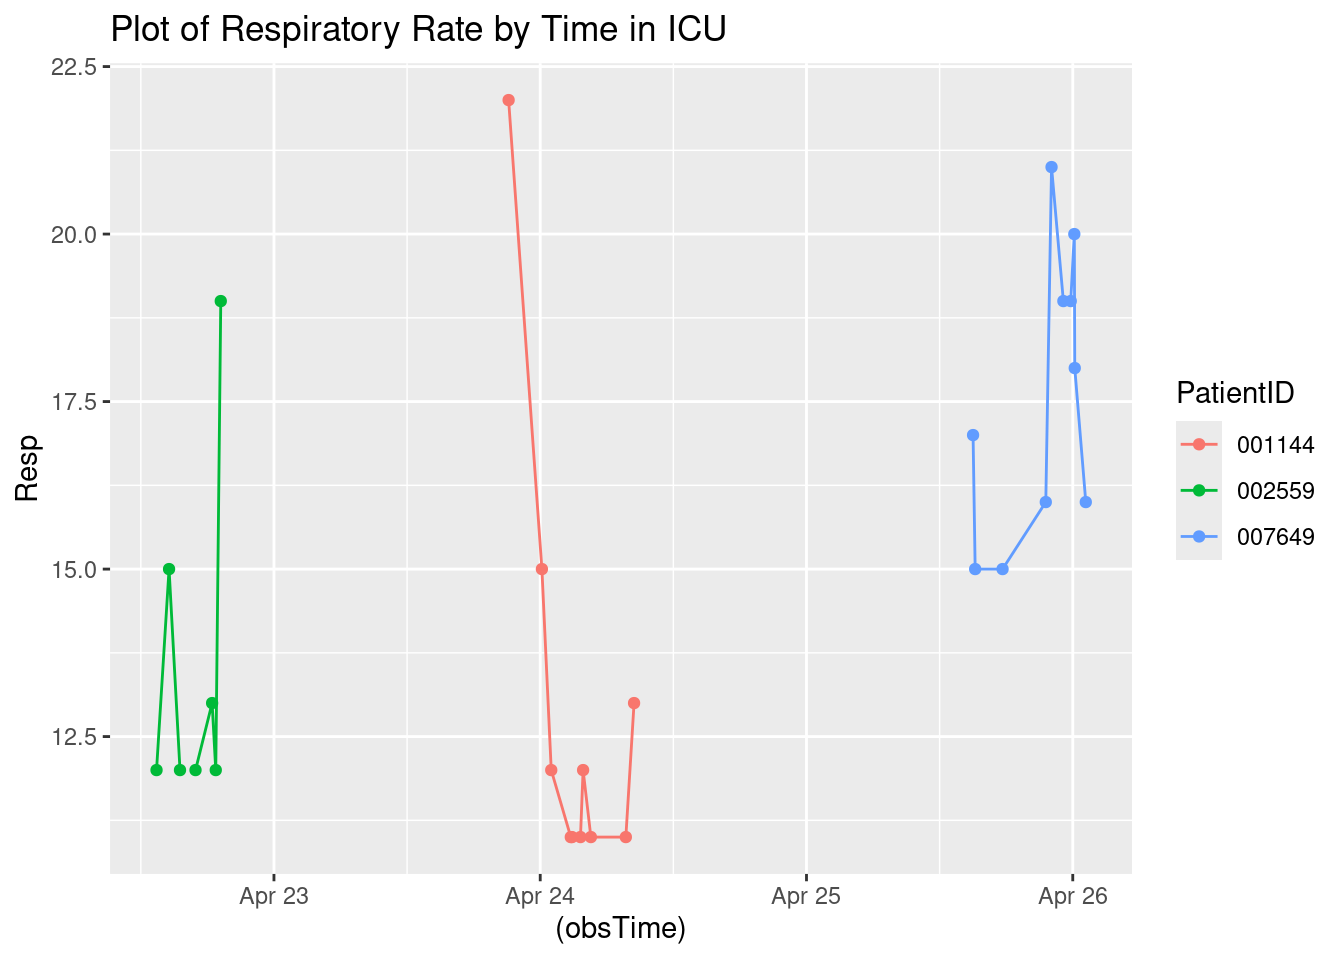 Plot of Respiratory Rate by Time in ICU
22.5
20.0
17.5
15.0
12.5
Resp
Apr 23
Apr 24
Apr 25
Apr 26
(obsTime)
PatientID
001144
002559
007649